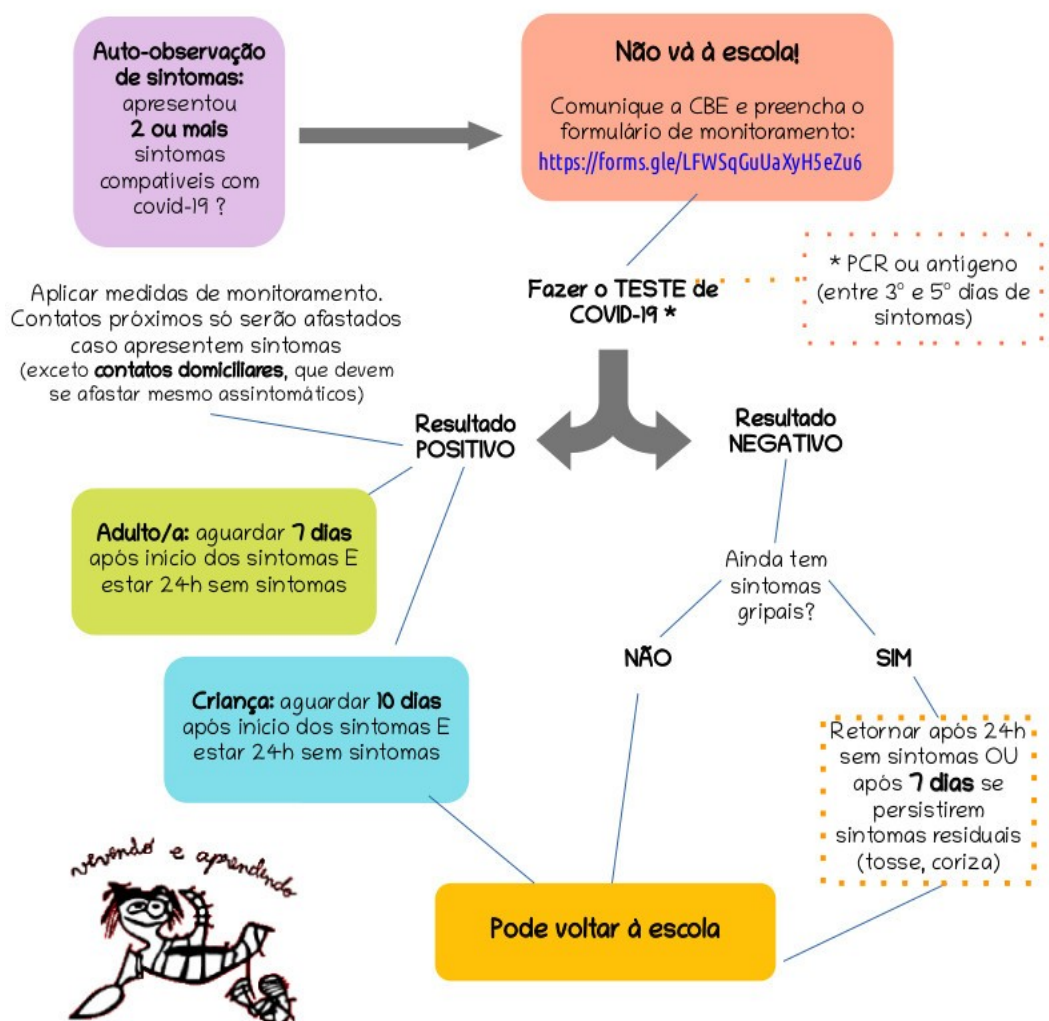 Auto-observação
de sintomas:
apresentou
2 ou mais
sintomas
compatíveis com
covid-19 ?
Não vá à escola!
Comunique a CBE e preencha o
formulário de monitoramento:
https://forms.gle/LFWSqGuUaXyH5eZu6
Fazer o TESTE de
COVID-19 *
* PCR ou antígeno
(entre 3° e 5° dias de
sintomas)
Aplicar medidas de monitoramento.
Contatos próximos só serão afastados
caso apresentem sintomas
(exceto contatos domiciliares, que devem
se afastar mesmo assintomáticos)
Resultado
POSITIVO
Resultado
NEGATIVO
Adulto/a: aguardar 7 dias
após início dos sintomas E
estar 24h sem sintomas
Ainda tem
sintomas
gripais?
NÃO
SIM
Criança: aguardar 10 dias
após início dos sintomas E
estar 24h sem sintomas
Retornar após 24h
sem sintomas OU
após 7 dias se
persistirem
sintomas residuais
(tosse, coriza)
vivendo e aprendendo
Pode voltar à escola